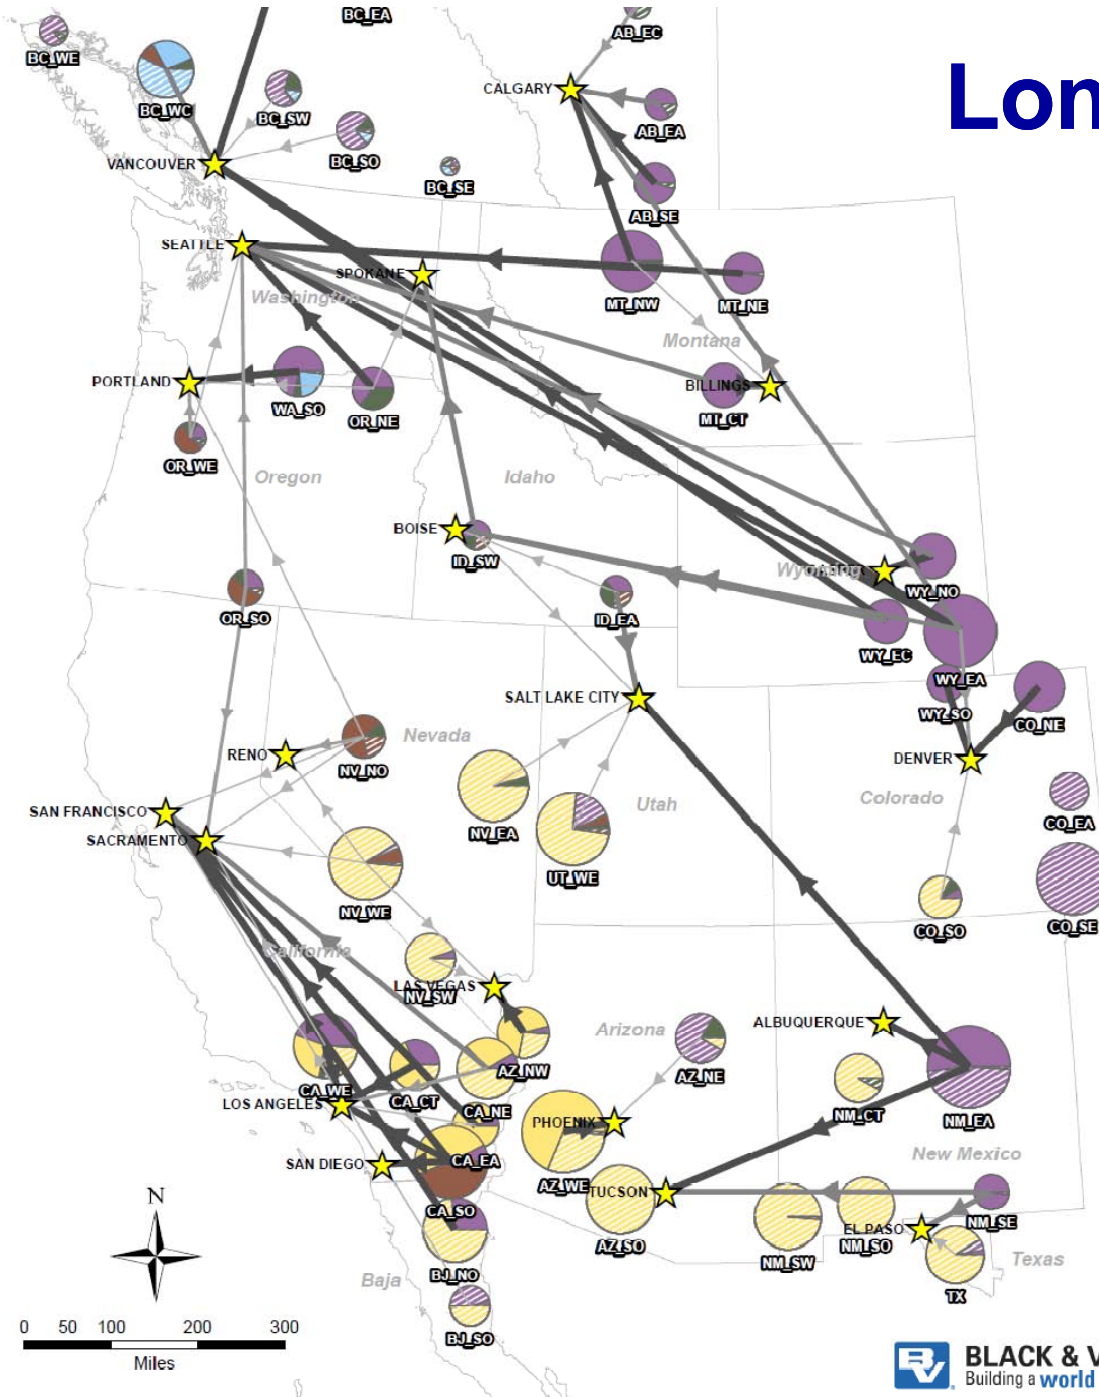 BC_EA
Lon
BC_WE
AB_EC
CALGARY
BC_WC
BC_SW
AB_EA
BC_SO
VANCOUVER
BC_SE
AB_SE
SEATTLE
SPOKANE
Washington
MT_NW
MT_NE
Montana
PORTLAND
BILLINGS
WA_SO
OR_NE
MT_CT
OR_WE
Oregon
Idaho
BOISE
ID_SW
Wyoming
WY_NO
OR_SO
ID_EA
WY_EC
WY_EA
SALT LAKE CITY
WY_SO
CO_NE
Nevada
RENO
NV_NO
DENVER
SAN FRANCISCO
Utah
Colorado
SACRAMENTO
NV_EA
CO_EA
UT_WE
NV_WE
CO_SO
CO_SE
California
LAS VEGAS
NV_SW
ALBUQUERQUE
Arizona
AZ_NW
AZ_NE
CA_WE
CA_CT
LOS ANGELES
CA_NE
NM_CT
NM_EA
PHOENIX
SAN DIEGO
CA_EA
New Mexico
AZ_WE
TUCSON
CA_SO
NM_SE
EL PASO
AZ_SO
NM_SO
N
NM_SW
Texas
BJ_NO
Baja
TX
BJ_SO
0 50 100 200 300
Miles
BV
BLACK & V
Building a world